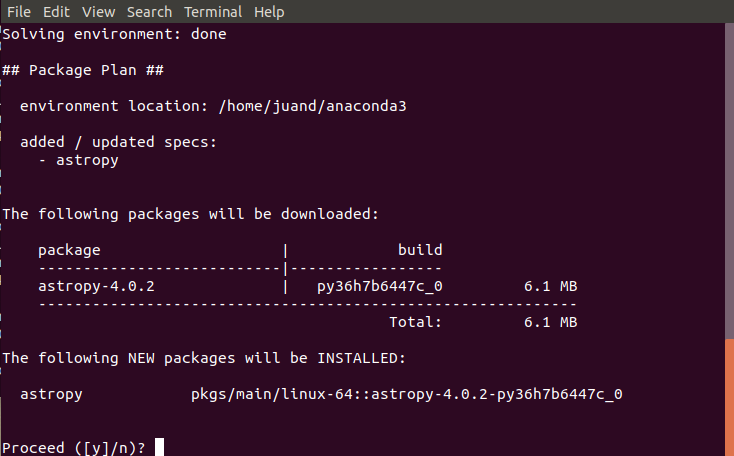 File Edit View Search Terminal Help
Solving environment: done
## Package Plan ##
environment location: /home/juand/anaconda3
added / updated specs:
- astropy
The following packages will be downloaded:
package | build
---------------------------|-----------------
astropy-4.0.2 | py36h7b6447c_0 6.1 MB
------------------------------------------------------------
Total: 6.1 MB
The following NEW packages will be INSTALLED:
astropy pkgs/main/linux-64::astropy-4.0.2-py36h7b6447c_0
Proceed ([y]/n)?